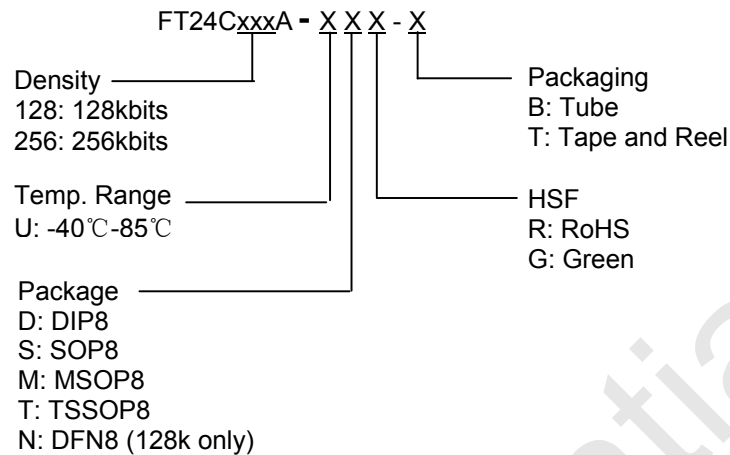 FT24CxxxA - X X X - X
Density
128: 128kbits
256: 256kbits
Temp. Range
U: -40℃-85℃
Package
D: DIP8
S: SOP8
M: MSOP8
T: TSSOP8
N: DFN8 (128k only)
Packaging
B: Tube
T: Tape and Reel
HSF
R: RoHS
G: Green